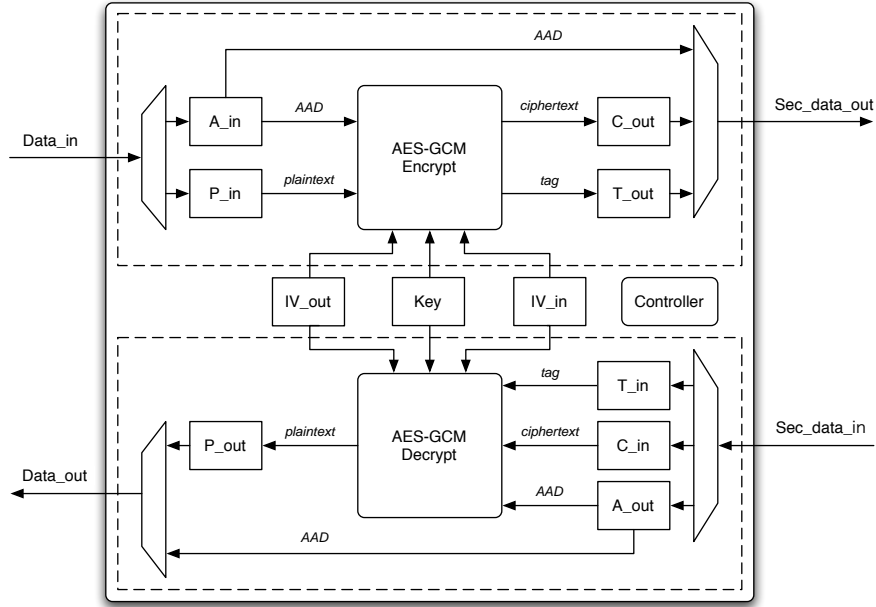 AAD
Data_in
A_in
AAD
AES-GCM
Encrypt
ciphertext
C_out
Sec_data_out
P_in
plaintext
tag
T_out
IV_out
Key
IV_in
Controller
tag
T_in
Data_out
P_out
plaintext
AES-GCM
Decrypt
ciphertext
C_in
Sec_data_in
AAD
A_out
AAD